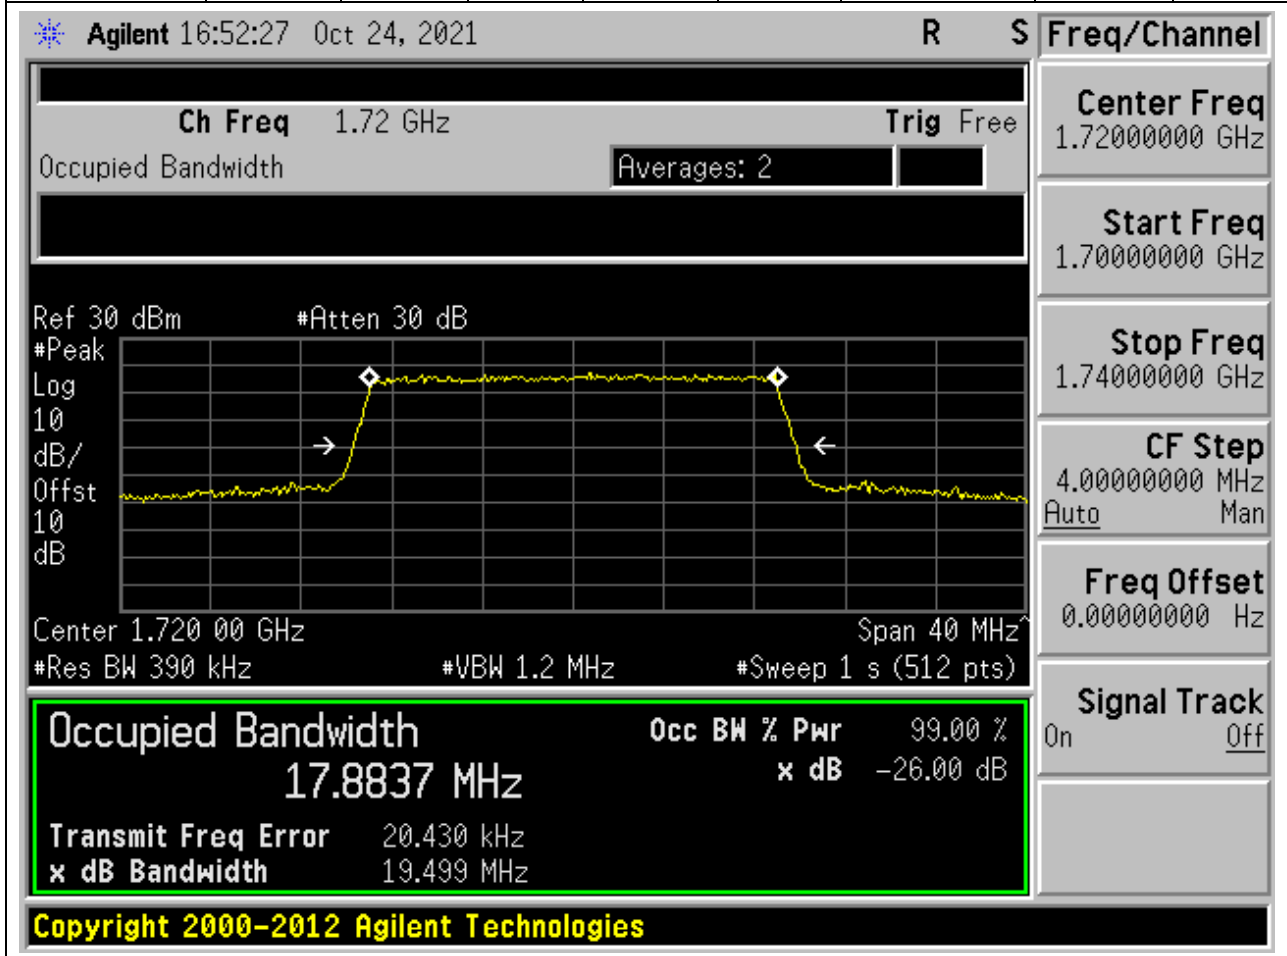 Agilent 16:52:27 Oct 24, 2021 R S
Freq/Channel
Ch Freq 1.72 GHz Trig Free
Occupied Bandwidth Averages: 2
Center Freq
1.72000000 GHz
Start Freq
1.70000000 GHz
Stop Freq
1.74000000 GHz
CF Step
4.00000000 MHz
Auto Man
Freq Offset
0.00000000 Hz
Signal Track
On Off
Ref 30 dBm #Atten 30 dB
#Peak
Log
10
dB/
Offst
10
dB
Center 1.720 00 GHz Span 40 MHz^
#Res BW 390 kHz #VBW 1.2 MHz #Sweep 1 s (512 pts)
Occupied Bandwidth
17.8837 MHz
Occ BW % Pwr 99.00 %
x dB -26.00 dB
Transmit Freq Error 20.430 kHz
x dB Bandwidth 19.499 MHz
Copyright 2000-2012 Agilent Technologies